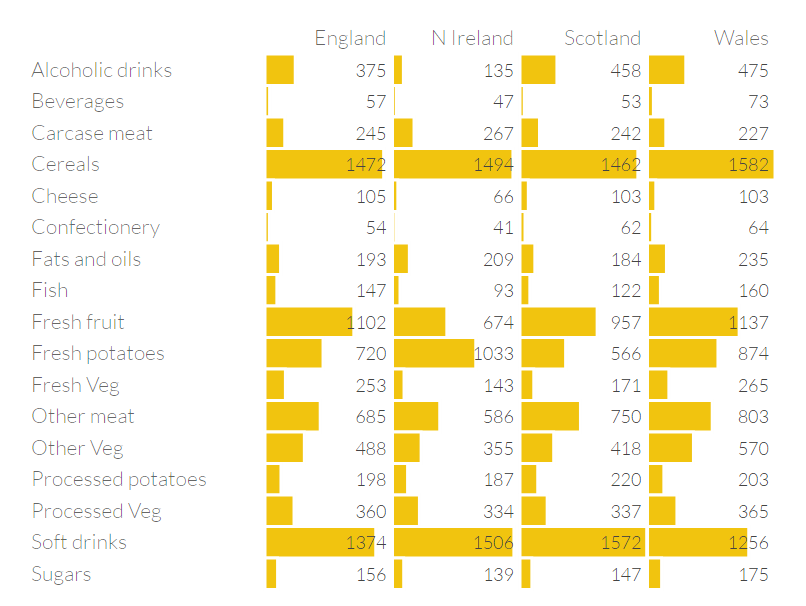 England N Ireland Scotland Wales
Alcoholic drinks 375 135 458 475
Beverages 57 47 53 73
Carcase meat 245 267 242 227
Cereals 1472 1494 1462 1582
Cheese 105 66 103 103
Confectionery 54 41 62 64
Fats and oils 193 209 184 235
Fish 147 93 122 160
Fresh fruit 1102 674 957 1137
Fresh potatoes 720 1033 566 874
Fresh Veg 253 143 171 265
Other meat 685 586 750 803
Other Veg 488 355 418 570
Processed potatoes 198 187 220 203
Processed Veg 360 334 337 365
Soft drinks 1374 1506 1572 1256
Sugars 156 139 147 175